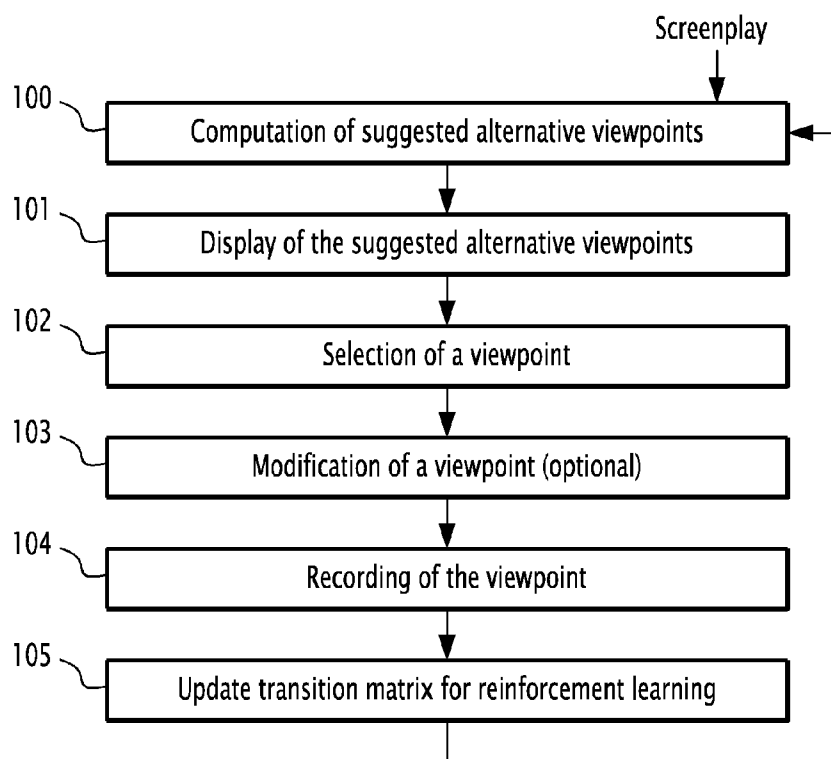 Screenplay
100
Computation of suggested alternative viewpoints
101
Display of the suggested alternative viewpoints
102
Selection of a viewpoint
103
Modification of a viewpoint (optional)
104
Recording of the viewpoint
105
Update transition matrix for reinforcement learning